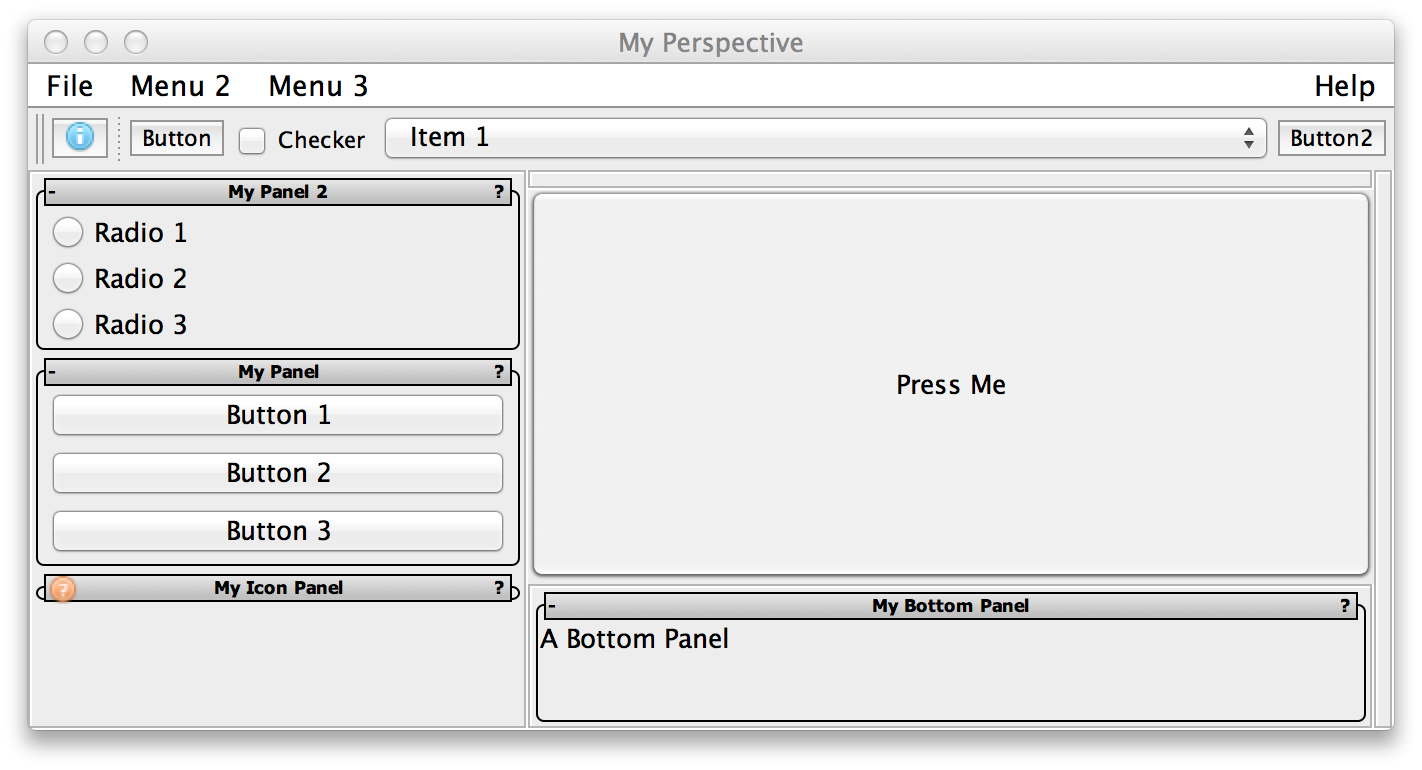 My Perspective
File Menu 2 Menu 3 Help
Button Checker Item 1 Button2
- My Panel 2 ?
Radio 1
Radio 2
Radio 3
- My Panel ?
Button 1
Button 2
Button 3
? My Icon Panel ?
Press Me
- My Bottom Panel ?
A Bottom Panel